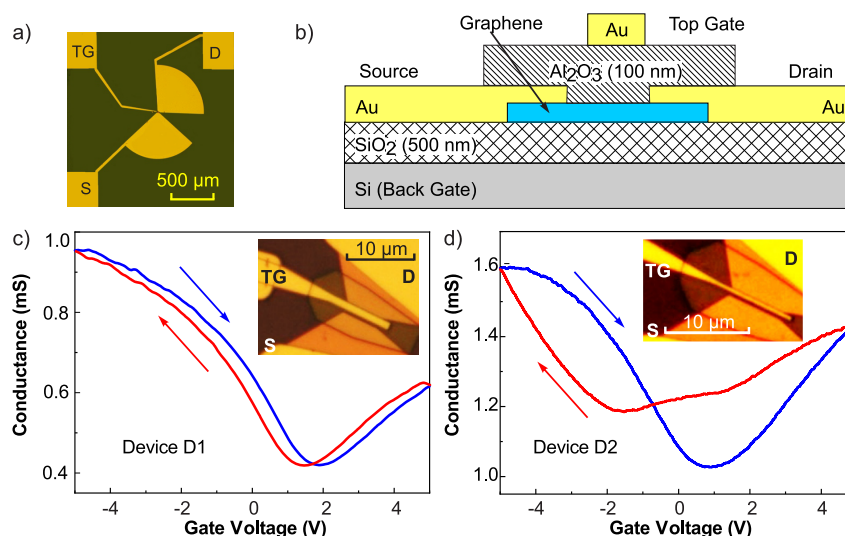 a)
TG
D
S
500 µm
b)
Graphene
Au
Top Gate
Source
Al2O3 (100 nm)
Drain
Au
Au
SiO2 (500 nm)
Si (Back Gate)
c)
1.0
0.8
0.6
0.4
Conductance (mS)
10 µm
TG
D
S
Device D1
-4
-2
0
2
4
Gate Voltage (V)
d)
1.6
1.4
1.2
1.0
Conductance (mS)
TG
D
S
10 µm
Device D2
-4
-2
0
2
4
Gate Voltage (V)